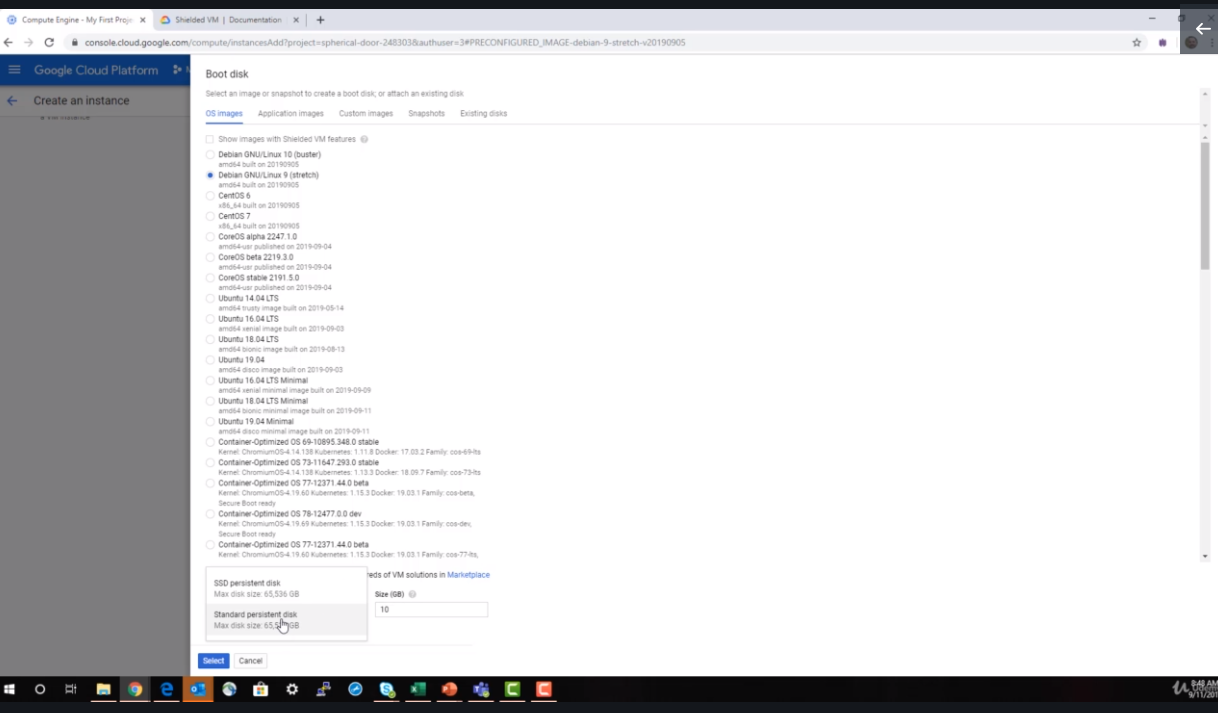 Compute Engine - My First Proje
Shielded VM | Documentation
console.cloud.google.com/compute/instancesAdd?project=spherical-door-248303&authuser=3#PRECONFIGURED_IMAGE-debian-9-stretch-v20190905
Google Cloud Platform
Create an instance
Boot disk
Select an image or snapshot to create a boot disk; or attach an existing disk
OS images Application images Custom images Snapshots Existing disks
Show images with Shielded VM features
Debian GNU/Linux 10 (buster)
amd64 built on 20190905
Debian GNU/Linux 9 (stretch)
amd64 built on 20190905
CentOS 6
x86_64 built on 20190905
CentOS 7
x86_64 built on 20190905
CoreOS alpha 2247.1.0
amd64-usr published on 2019-09-04
CoreOS beta 2219.3.0
amd64-usr published on 2019-09-04
CoreOS stable 2191.5.0
amd64-usr published on 2019-09-04
Ubuntu 14.04 LTS
amd64 trusty image built on 2019-05-14
Ubuntu 16.04 LTS
amd64 xenial image built on 2019-09-03
Ubuntu 18.04 LTS
amd64 bionic image built on 2019-08-13
Ubuntu 19.04
amd64 disco image built on 2019-09-03
Ubuntu 16.04 LTS Minimal
amd64 xenial minimal image built on 2019-09-09
Ubuntu 18.04 LTS Minimal
amd64 bionic minimal image built on 2019-09-11
Ubuntu 19.04 Minimal
amd64 disco minimal image built on 2019-09-11
Container-Optimized OS 69-10895.348.0 stable
Kernel: ChromiumOS-4.14.138 Kubernetes: 1.11.8 Docker: 17.03.2 Family: cos-69-lts
Container-Optimized OS 73-11647.293.0 stable
Kernel: ChromiumOS-4.14.138 Kubernetes: 1.13.3 Docker: 18.09.7 Family: cos-73-lts
Container-Optimized OS 77-12371.44.0 beta
Kernel: ChromiumOS-4.19.60 Kubernetes: 1.15.3 Docker: 19.03.1 Family: cos-beta,
Secure Boot ready
Container-Optimized OS 78-12477.0.0 dev
Kernel: ChromiumOS-4.19.69 Kubernetes: 1.15.3 Docker: 19.03.1 Family: cos-dev,
Secure Boot ready
Container-Optimized OS 77-12371.44.0 beta
Kernel: ChromiumOS-4.19.60 Kubernetes: 1.15.3 Docker: 19.03.1 Family: cos-77-lts,
reds of VM solutions in Marketplace
SSD persistent disk
Max disk size: 65,536 GB
Size (GB)
10
Standard persistent disk
Max disk size: GB
Select Cancel
8:48 AM
Udemy